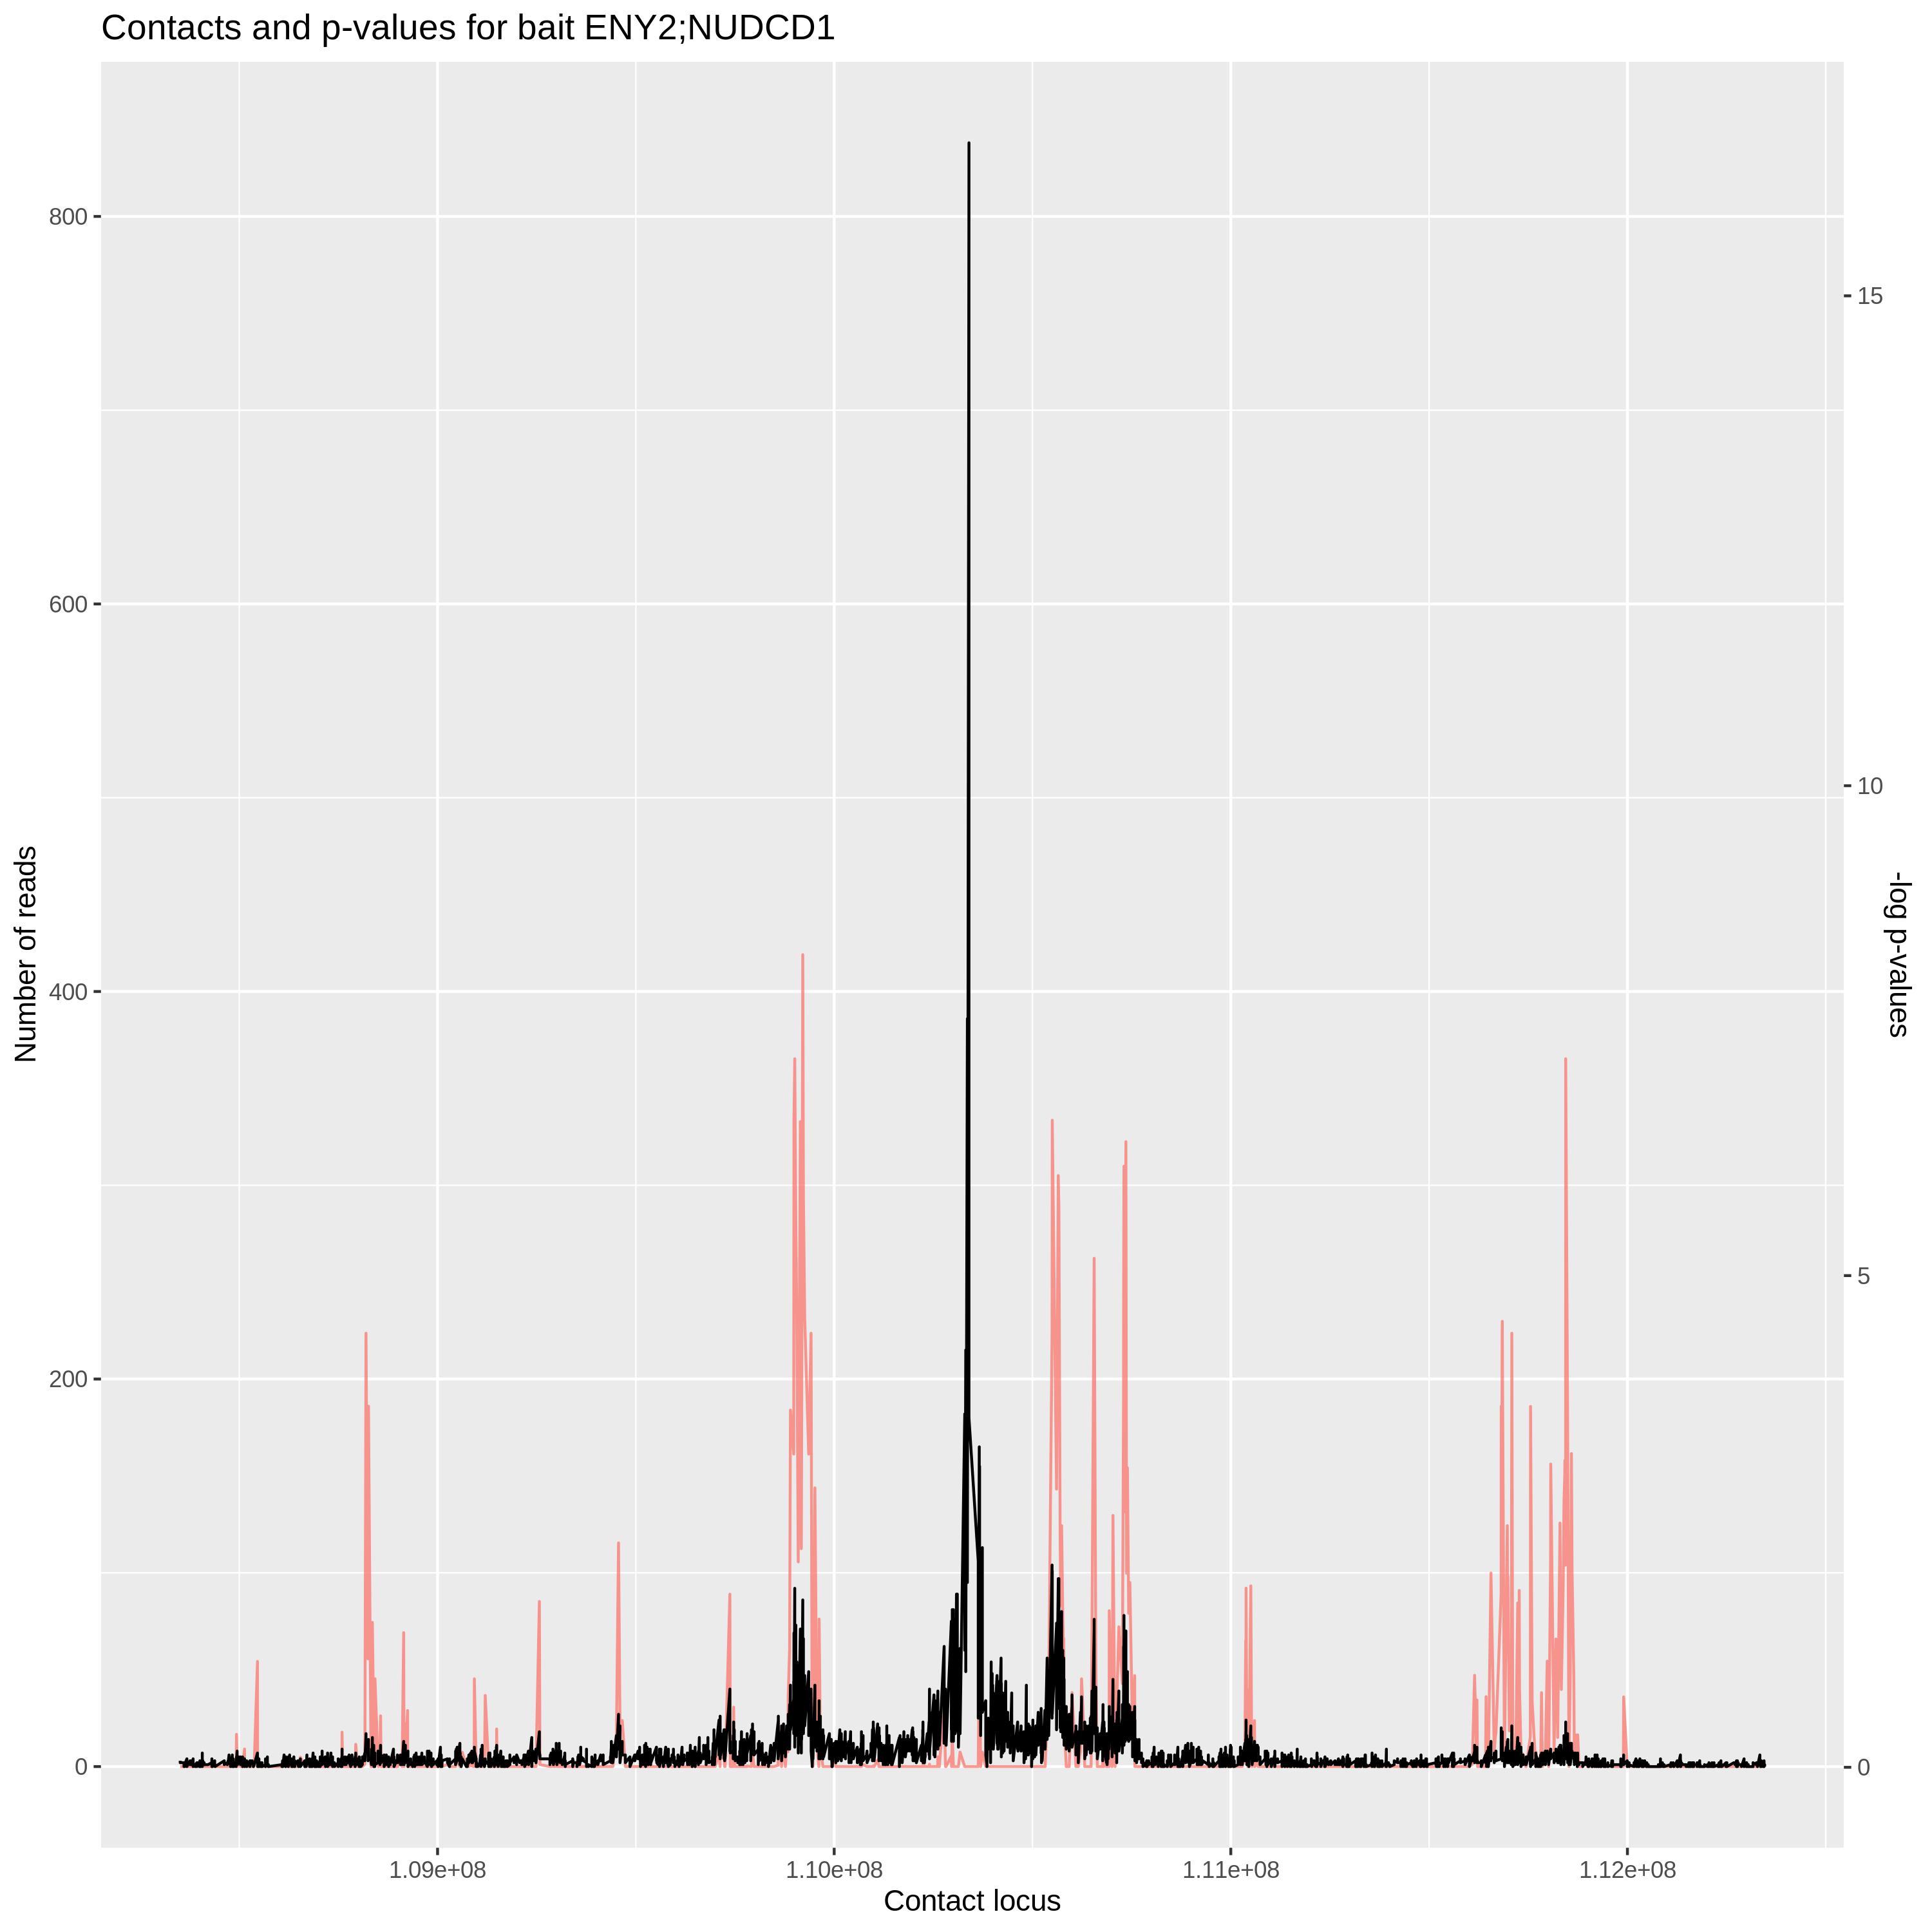 Contacts and p-values for bait ENY2;NUDCD1
800
600
400
200
0
Number of reads
15
10
5
0
-log p-values
1.09e+08 1.10e+08 1.11e+08 1.12e+08
Contact locus